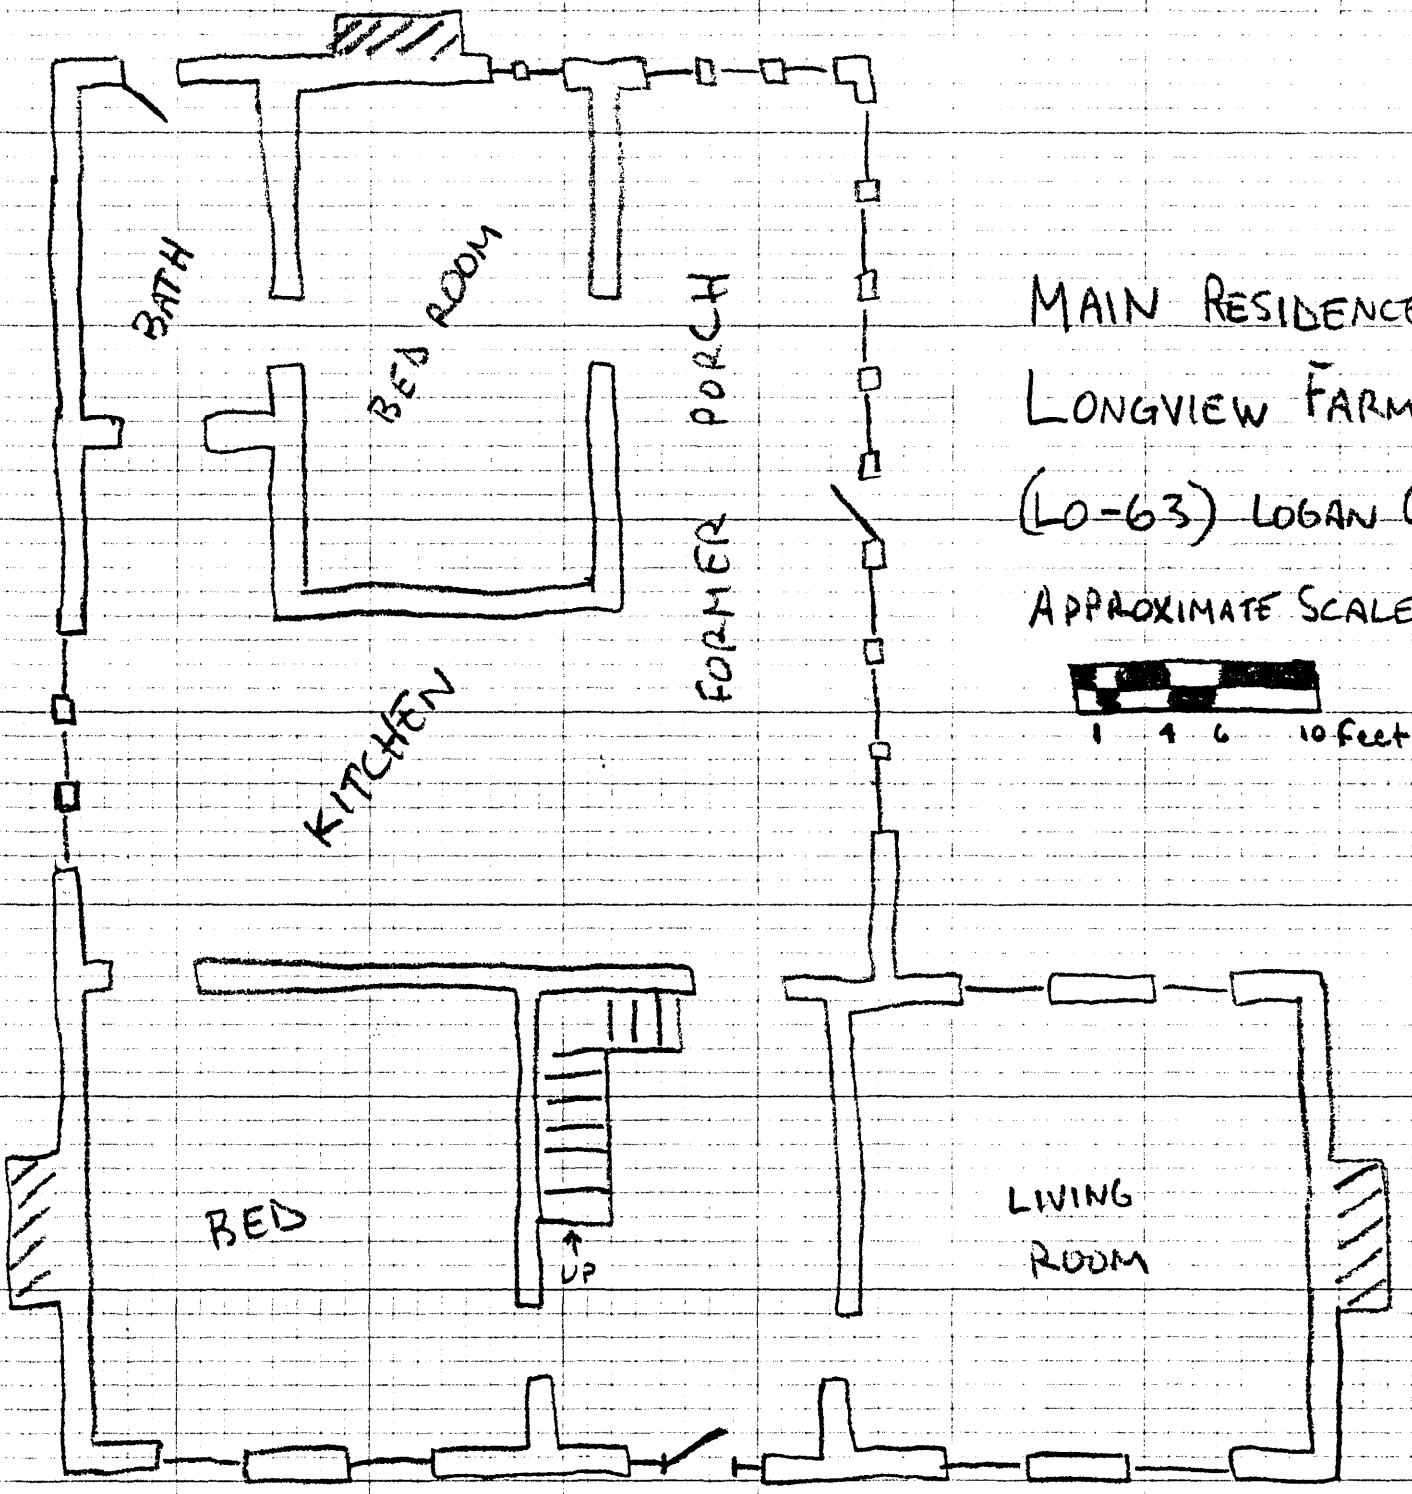 MAIN RESIDENCE
LONGVIEW FARM
(LO-63) LOGAN
APPROXIMATE SCALE
1 4 6 10 feet
BATH
BED ROOM
FORMER PORCH
KITCHEN
BED
UP
LIVING
ROOM